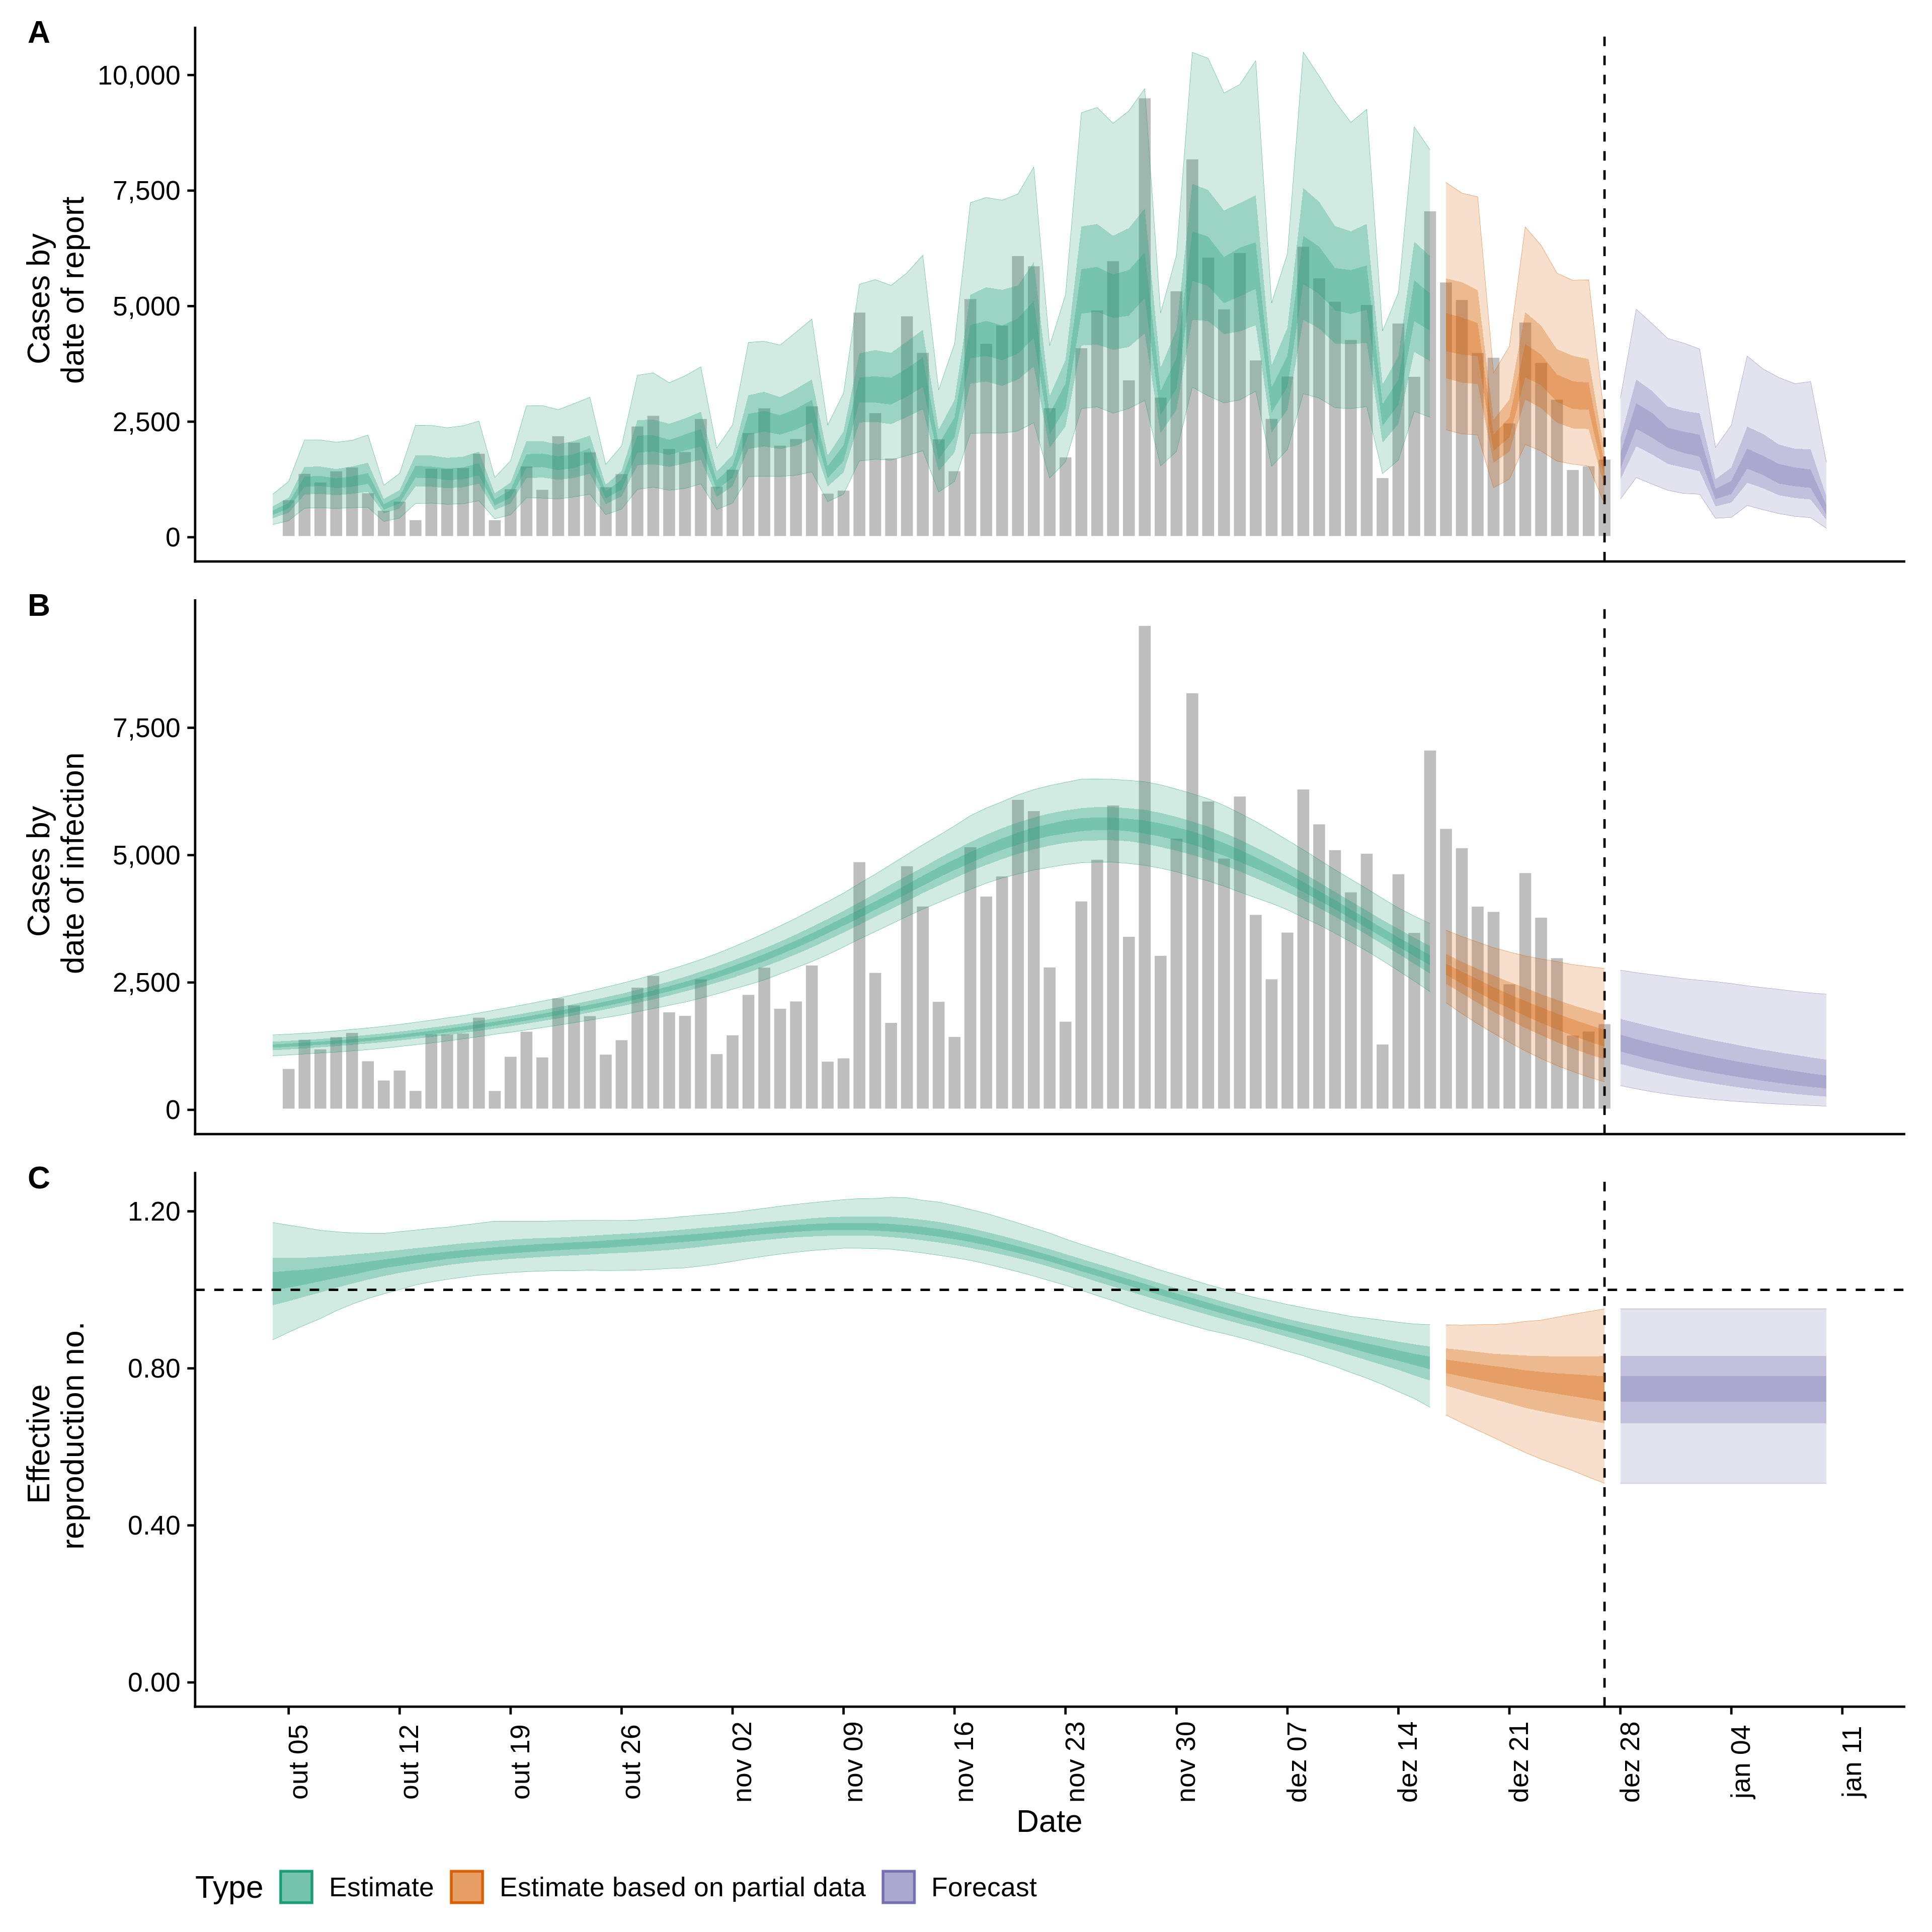 A
Cases by
date of report
10,000
7,500
5,000
2,500
0
B
Cases by
date of infection
7,500
5,000
2,500
0
C
Effective
reproduction no.
1.20
0.80
0.40
0.00
out 05
out 12
out 19
out 26
nov 02
nov 09
nov 16
nov 23
nov 30
dez 07
dez 14
dez 21
dez 28
jan 04
jan 11
Date
Type Estimate Estimate based on partial data Forecast